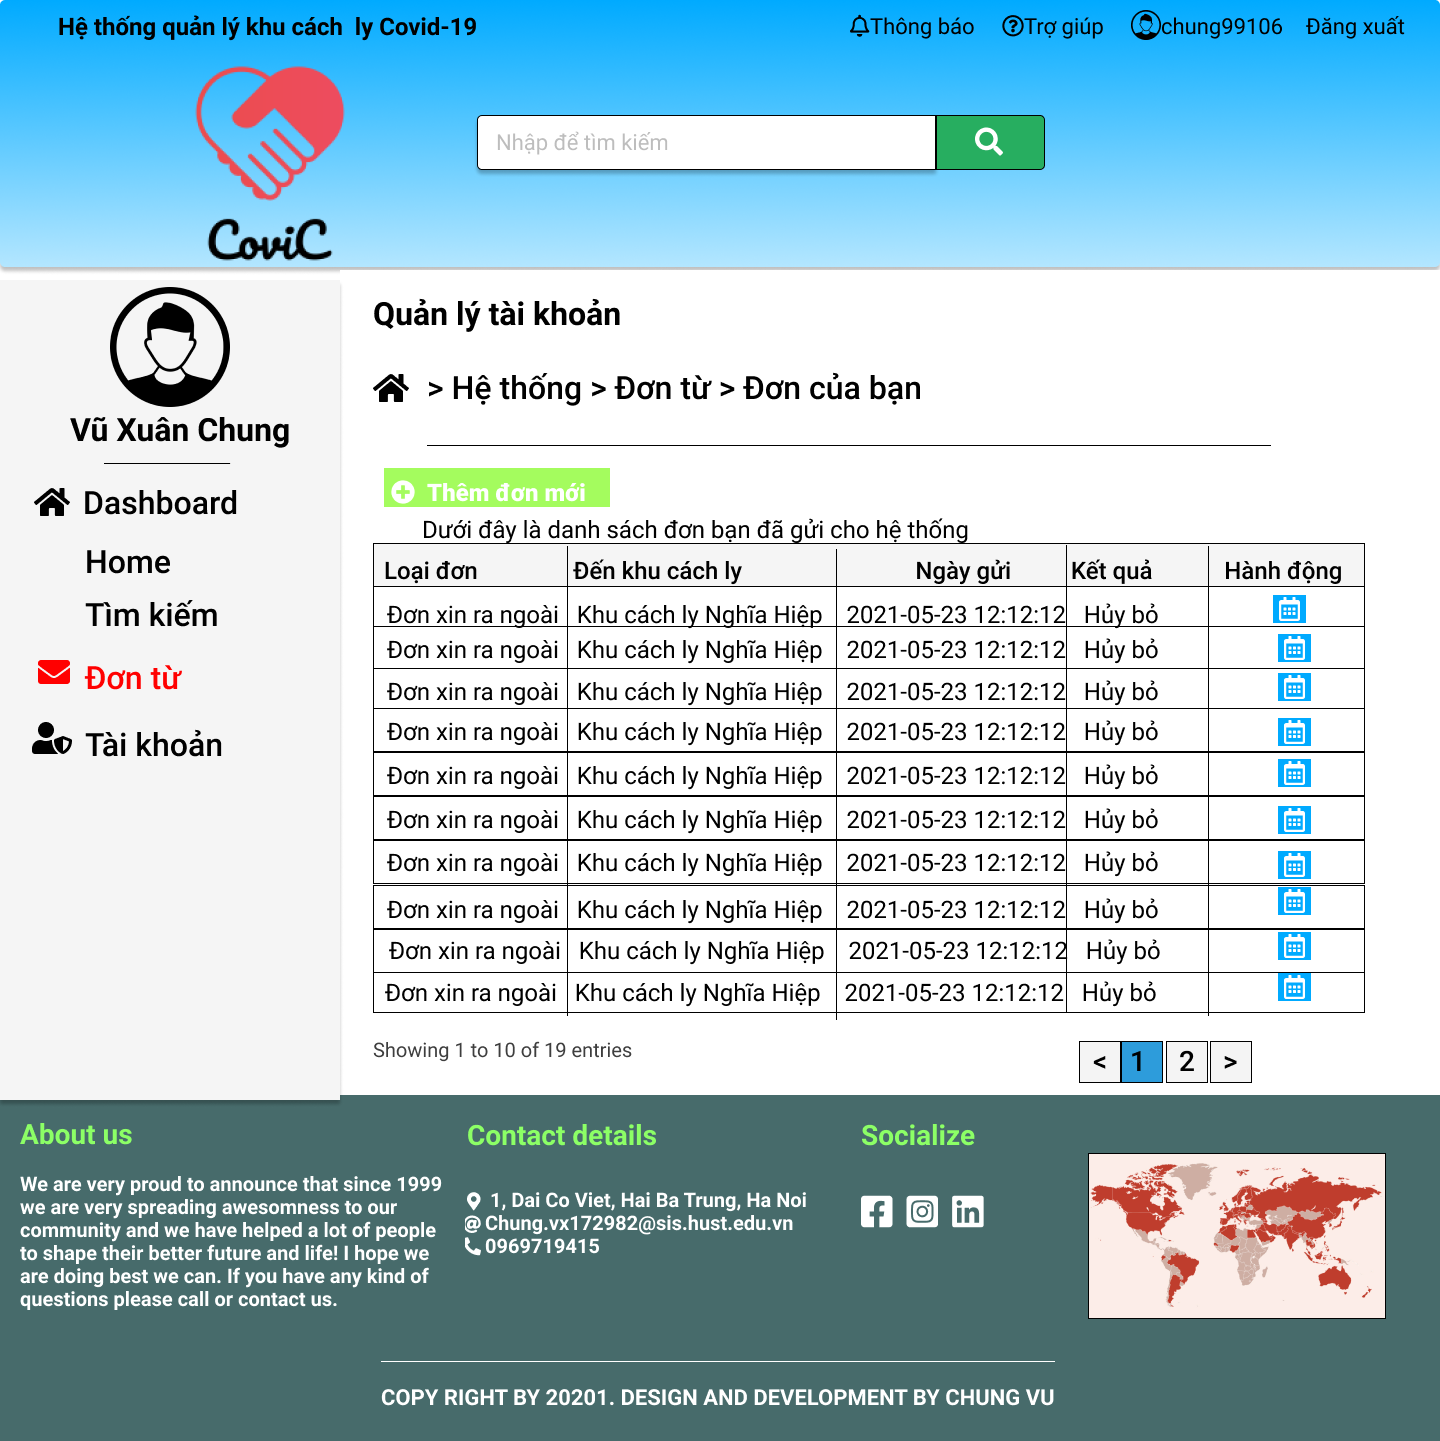 Hệ thống quản lý khu cách ly Covid-19
Thông báo
Trợ giúp
chung99106
Đăng xuất
Nhập để tìm kiếm
CoviC
Vũ Xuân Chung
Dashboard
Home
Tìm kiếm
Đơn từ
Tài khoản
Quản lý tài khoản
> Hệ thống > Đơn từ > Đơn của bạn
Thêm đơn mới
Dưới đây là danh sách đơn bạn đã gửi cho hệ thống
Loại đơn Đến khu cách ly Ngày gửi Kết quả Hành động
Đơn xin ra ngoài Khu cách ly Nghĩa Hiệp 2021-05-23 12:12:12 Hủy bỏ
Đơn xin ra ngoài Khu cách ly Nghĩa Hiệp 2021-05-23 12:12:12 Hủy bỏ
Đơn xin ra ngoài Khu cách ly Nghĩa Hiệp 2021-05-23 12:12:12 Hủy bỏ
Đơn xin ra ngoài Khu cách ly Nghĩa Hiệp 2021-05-23 12:12:12 Hủy bỏ
Đơn xin ra ngoài Khu cách ly Nghĩa Hiệp 2021-05-23 12:12:12 Hủy bỏ
Đơn xin ra ngoài Khu cách ly Nghĩa Hiệp 2021-05-23 12:12:12 Hủy bỏ
Đơn xin ra ngoài Khu cách ly Nghĩa Hiệp 2021-05-23 12:12:12 Hủy bỏ
Đơn xin ra ngoài Khu cách ly Nghĩa Hiệp 2021-05-23 12:12:12 Hủy bỏ
Đơn xin ra ngoài Khu cách ly Nghĩa Hiệp 2021-05-23 12:12:12 Hủy bỏ
Đơn xin ra ngoài Khu cách ly Nghĩa Hiệp 2021-05-23 12:12:12 Hủy bỏ
Showing 1 to 10 of 19 entries
< 1 2 >
About us
We are very proud to announce that since 1999
we are very spreading awesomness to our
community and we have helped a lot of people
to shape their better future and life! I hope we
are doing best we can. If you have any kind of
questions please call or contact us.
Contact details
1, Dai Co Viet, Hai Ba Trung, Ha Noi
Chung.vx172982@sis.hust.edu.vn
0969719415
Socialize
COPY RIGHT BY 20201. DESIGN AND DEVELOPMENT BY CHUNG VU